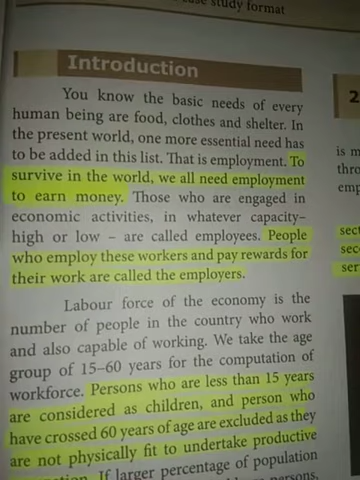 case study format
Introduction
You know the basic needs of every
human being are food, clothes and shelter. In
the present world, one more essential need has
to be added in this list. That is employment. To
survive in the world, we all need employment
to earn money. Those who are engaged in
economic activities, in whatever capacity–
high or low – are called employees. People
who employ these workers and pay rewards for
their work are called the employers.
Labour force of the economy is the
number of people in the country who work
and also capable of working. We take the age
group of 15–60 years for the computation of
workforce. Persons who are less than 15 years
are considered as children, and person who
have crossed 60 years of age are excluded as they
are not physically fit to undertake productive
If larger percentage of population
persons,
2
is m
thro
emp
sect
seco
ser